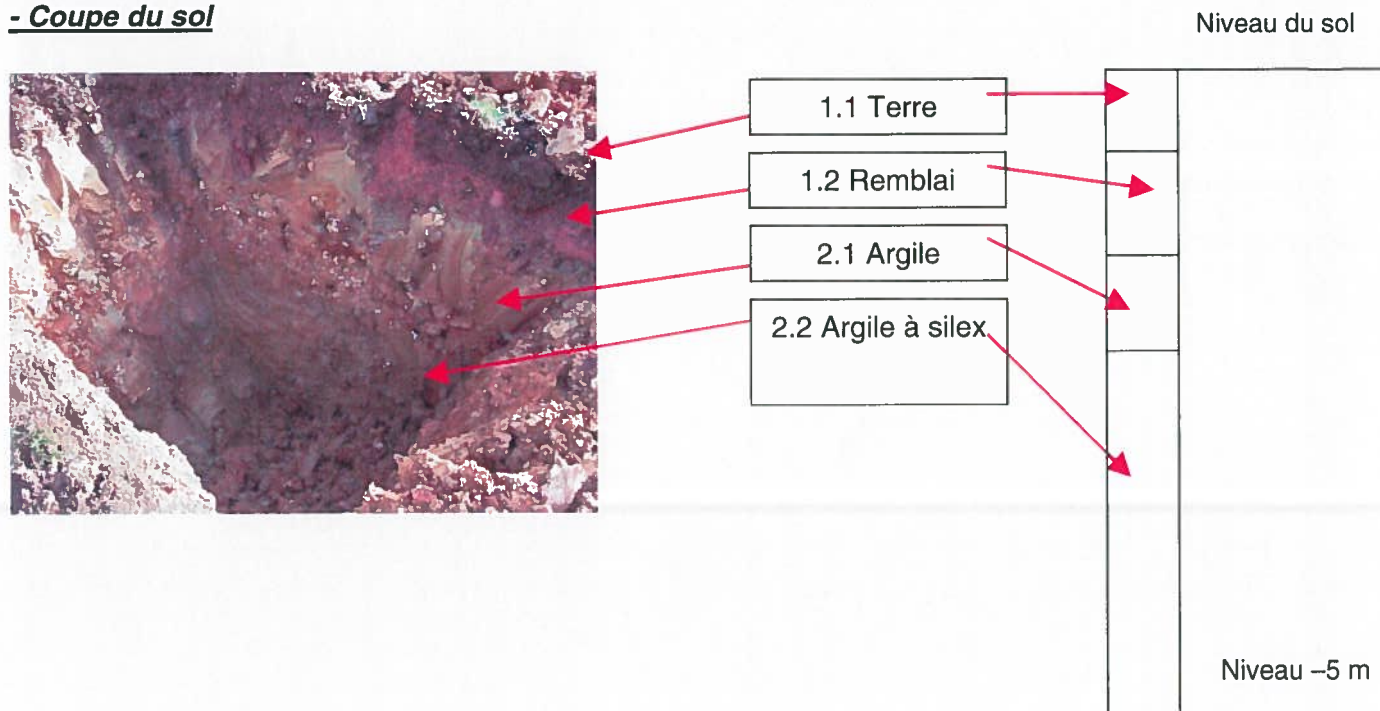 - Coupe du sol
Niveau du sol
1.1 Terre
1.2 Remblai
2.1 Argile
2.2 Argile à silex
Niveau –5 m